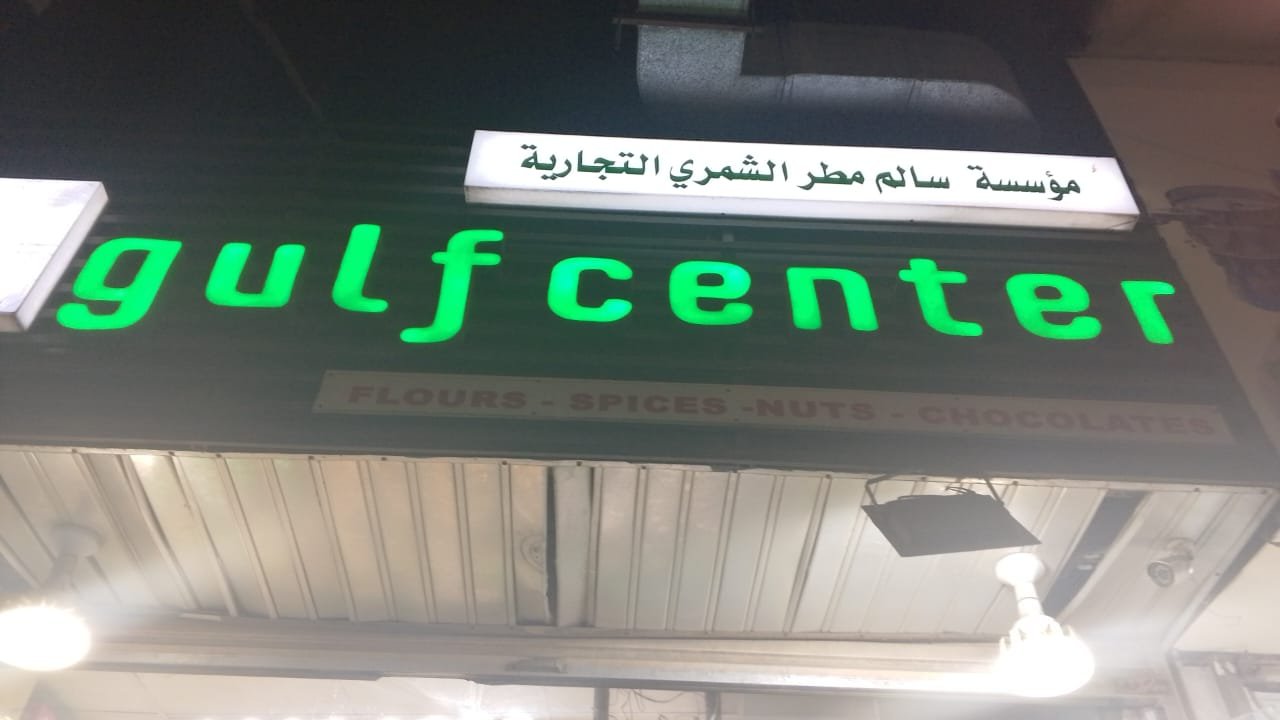 مؤسسة سالم مطر الشمري التجارية
gulf center
FLOURS - SPICES -NUTS - CHOCOLATES